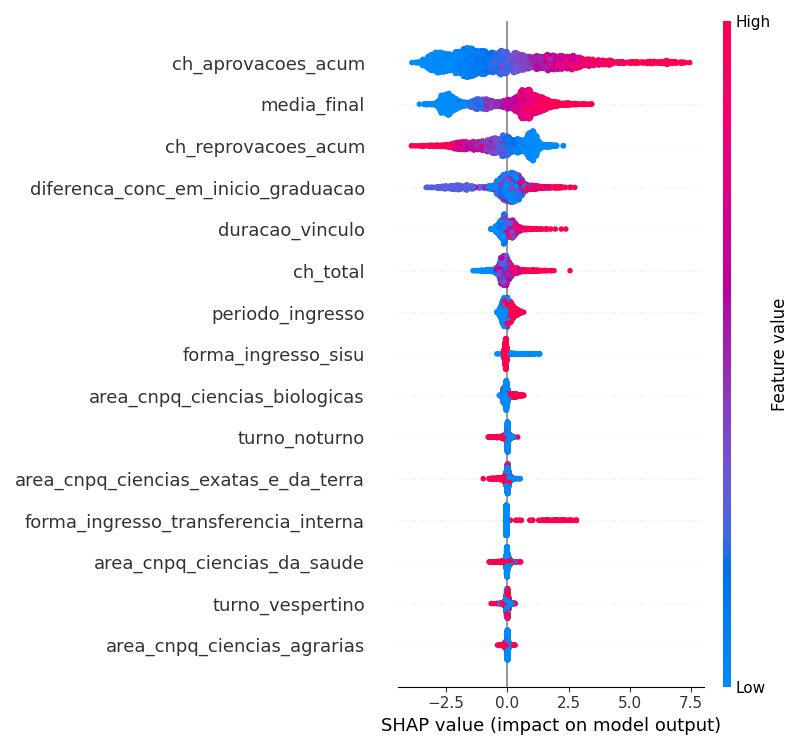 High
ch_aprovacoes_acum
media_final
ch_reprovacoes_acum
diferenca_conc_em_inicio_graduacao
duracao_vinculo
ch_total
periodo_ingresso
forma_ingresso_sisu
area_cnpq_ciencias_biologicas
turno_noturno
area_cnpq_ciencias_exatas_e_da_terra
forma_ingresso_transferencia_interna
area_cnpq_ciencias_da_saude
turno_vespertino
area_cnpq_ciencias_agrarias
Feature value
Low
−2.5 0.0 2.5 5.0 7.5
SHAP value (impact on model output)